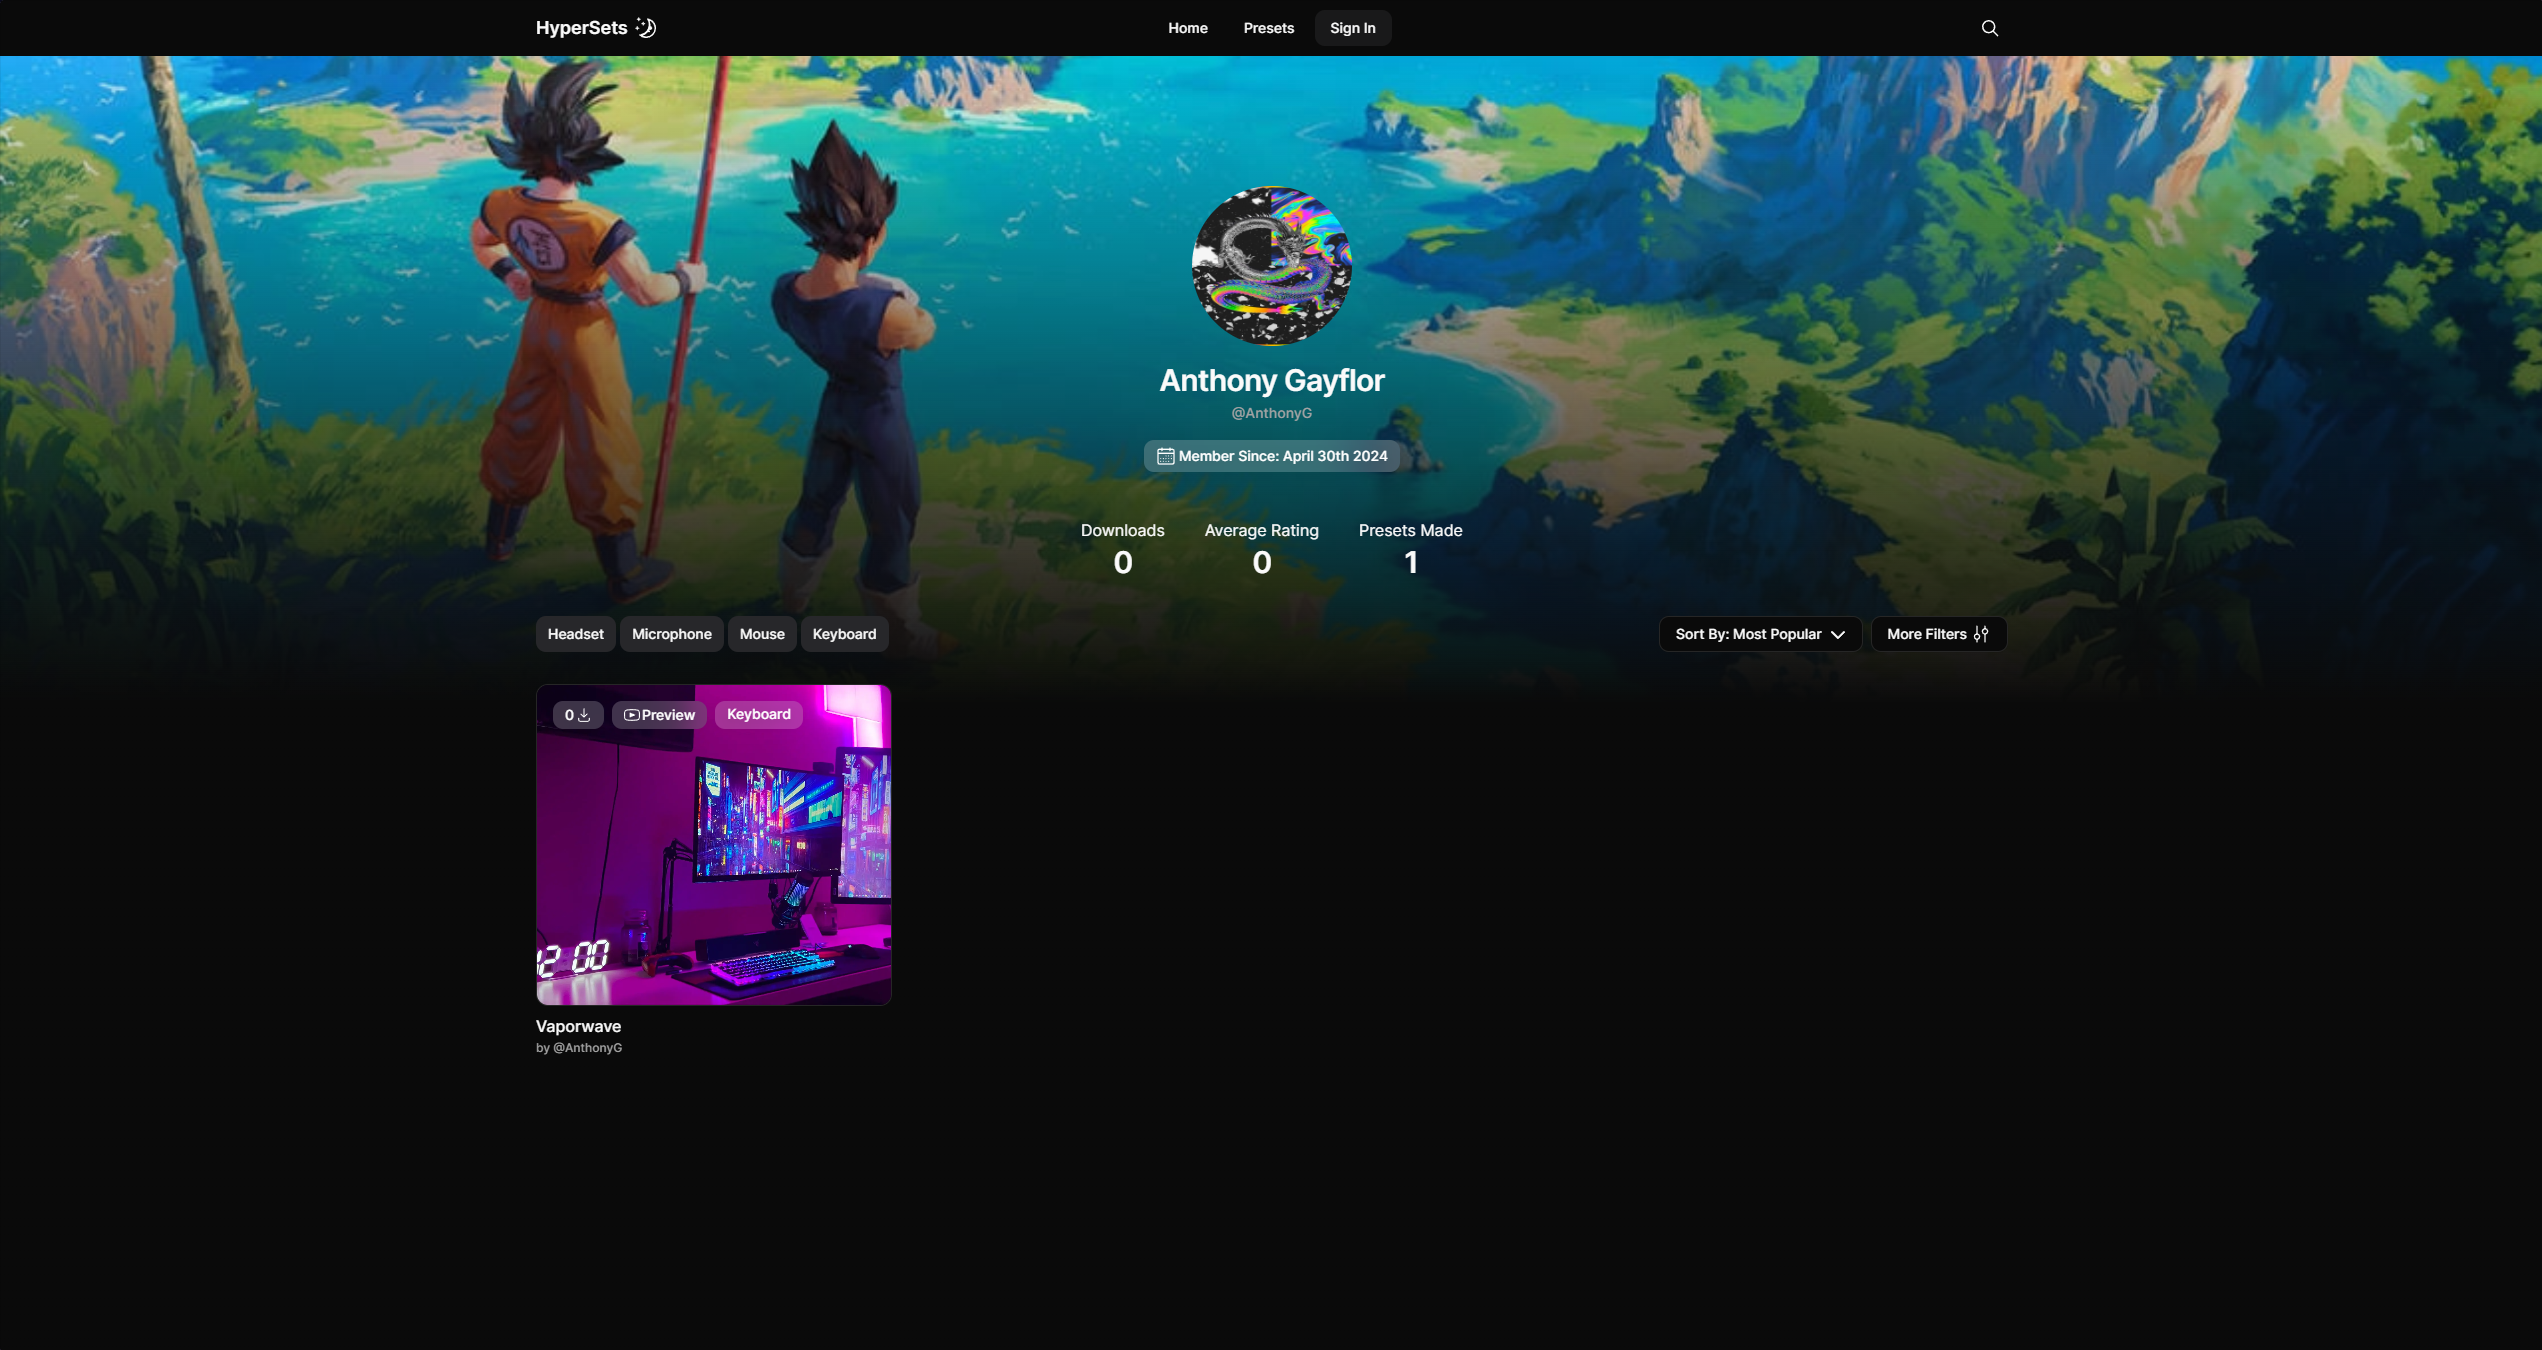 HyperSets
Home Presets Sign In
Anthony Gayflor
@AnthonyG
Member Since: April 30th 2024
Downloads Average Rating Presets Made
0 0 1
Headset Microphone Mouse Keyboard
Sort By: Most Popular More Filters
0 Preview Keyboard
2 00
Vaporwave
by @AnthonyG